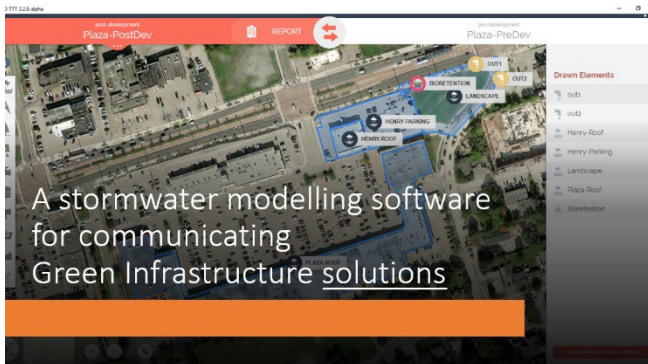 TTT 2.2.8-alpha
post-development
Plaza-PostDev
REPORT
pre-development
Plaza-PreDev
OUT1
OUT2
BIORETENTION
LANDSCAPE
HENRY-PARKING
HENRY-ROOF
PLAZA-ROOF
Drawn Elements
out1
out2
Henry-Roof
Henry-Parking
Landscape
Plaza-Roof
Bioretention
A stormwater modelling software
for communicating
Green Infrastructure solutions